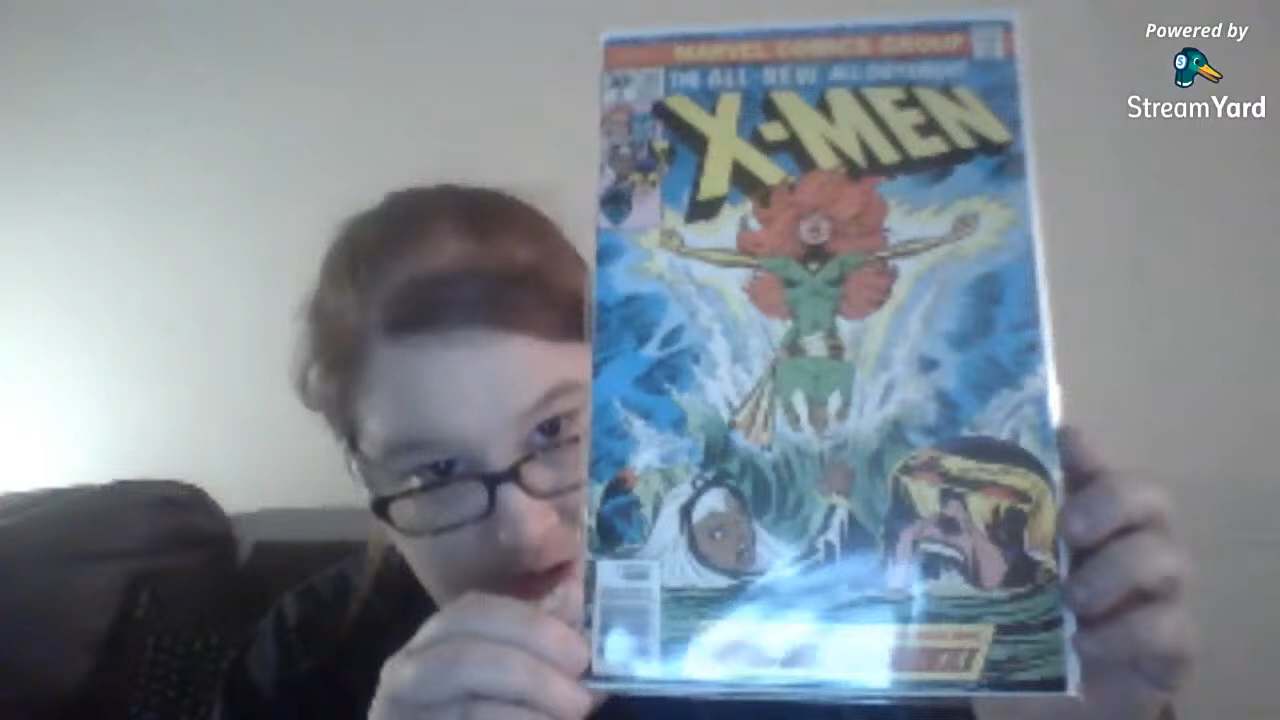 Powered by
StreamYard
MARVEL COMICS GROUP
THE ALL-NEW, ALL-DIFFERENT
X-MEN